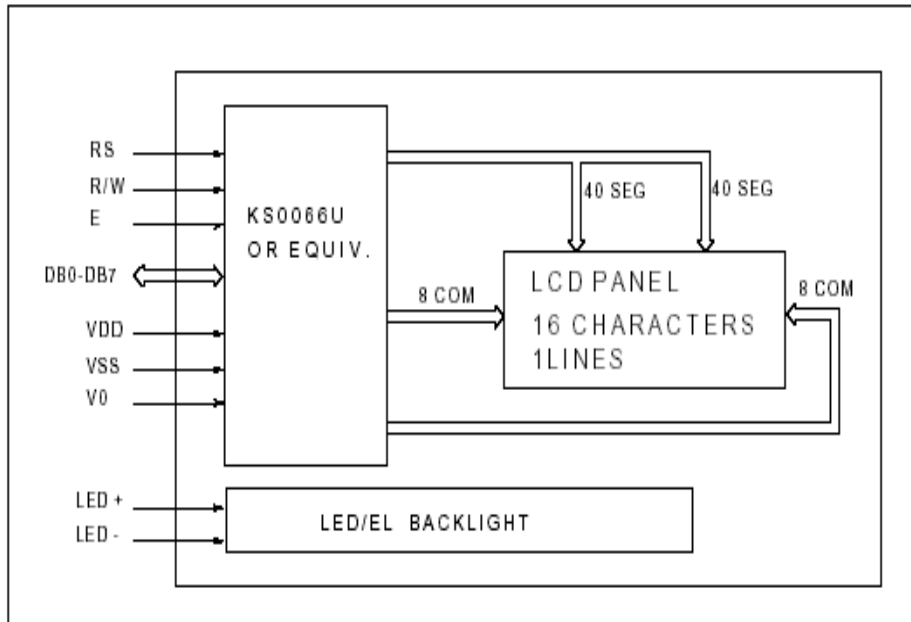 RS
R/W
E
DB0-DB7
VDD
VSS
V0
LED +
LED -
KS0066U
OR EQUIV.
40 SEG
40 SEG
8 COM
8 COM
LCD PANEL
16 CHARACTERS
1LINES
LED/EL BACKLIGHT